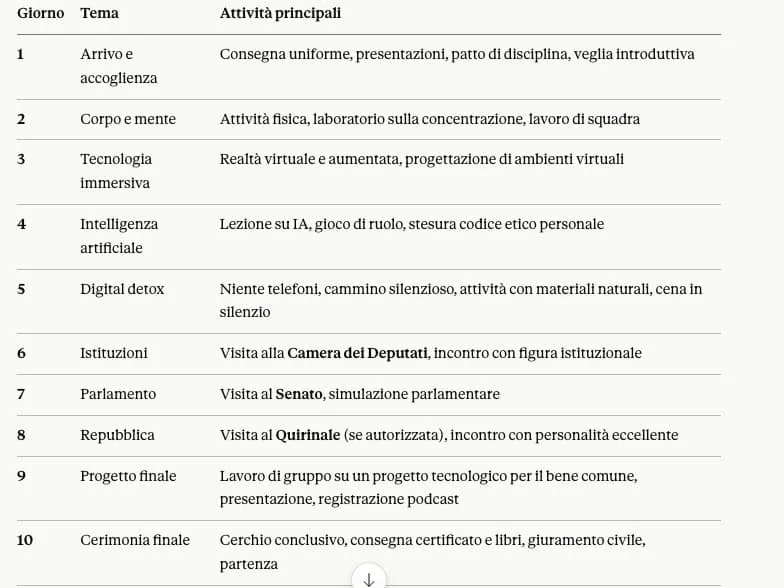 Giorno Tema Attività principali
1 Arrivo e Consegna uniforme, presentazioni, patto di disciplina, veglia introduttiva
accoglienza
2 Corpo e mente Attività fisica, laboratorio sulla concentrazione, lavoro di squadra
3 Tecnologia Realtà virtuale e aumentata, progettazione di ambienti virtuali
immersiva
4 Intelligenza Lezione su IA, gioco di ruolo, stesura codice etico personale
artificiale
5 Digital detox Niente telefoni, cammino silenzioso, attività con materiali naturali, cena in
silenzio
6 Istituzioni Visita alla Camera dei Deputati, incontro con figura istituzionale
7 Parlamento Visita al Senato, simulazione parlamentare
8 Repubblica Visita al Quirinale (se autorizzata), incontro con personalità eccellente
9 Progetto finale Lavoro di gruppo su un progetto tecnologico per il bene comune,
presentazione, registrazione podcast
10 Cerimonia finale Cerchio conclusivo, consegna certificato e libri, giuramento civile,
partenza